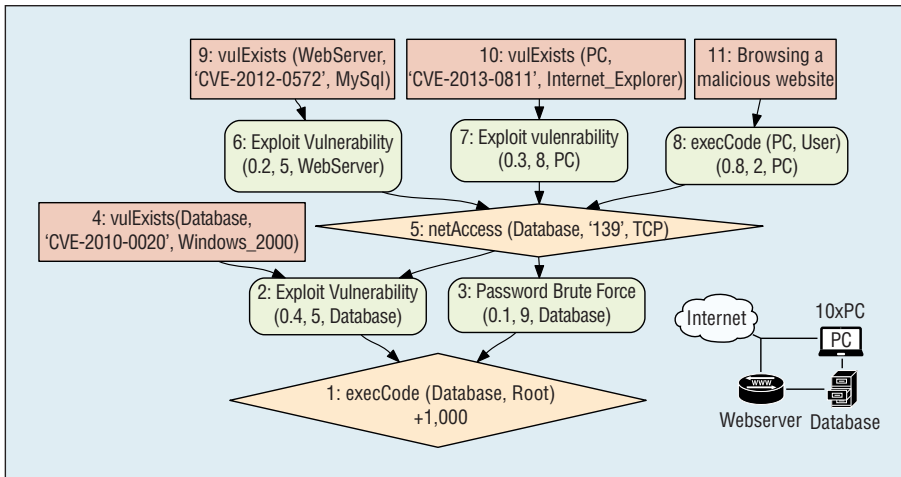 9: vulExists (WebServer,
‘CVE-2012-0572’, MySql)
10: vulExists (PC,
‘CVE-2013-0811’, Internet_Explorer)
11: Browsing a
malicious website
6: Exploit Vulnerability
(0.2, 5, WebServer)
7: Exploit vulenrability
(0.3, 8, PC)
8: execCode (PC, User)
(0.8, 2, PC)
4: vulExists(Database,
‘CVE-2010-0020’, Windows_2000)
5: netAccess (Database, ‘139’, TCP)
2: Exploit Vulnerability
(0.4, 5, Database)
3: Password Brute Force
(0.1, 9, Database)
1: execCode (Database, Root)
+1,000
10xPC
Internet
PC
WWW
Webserver
Database